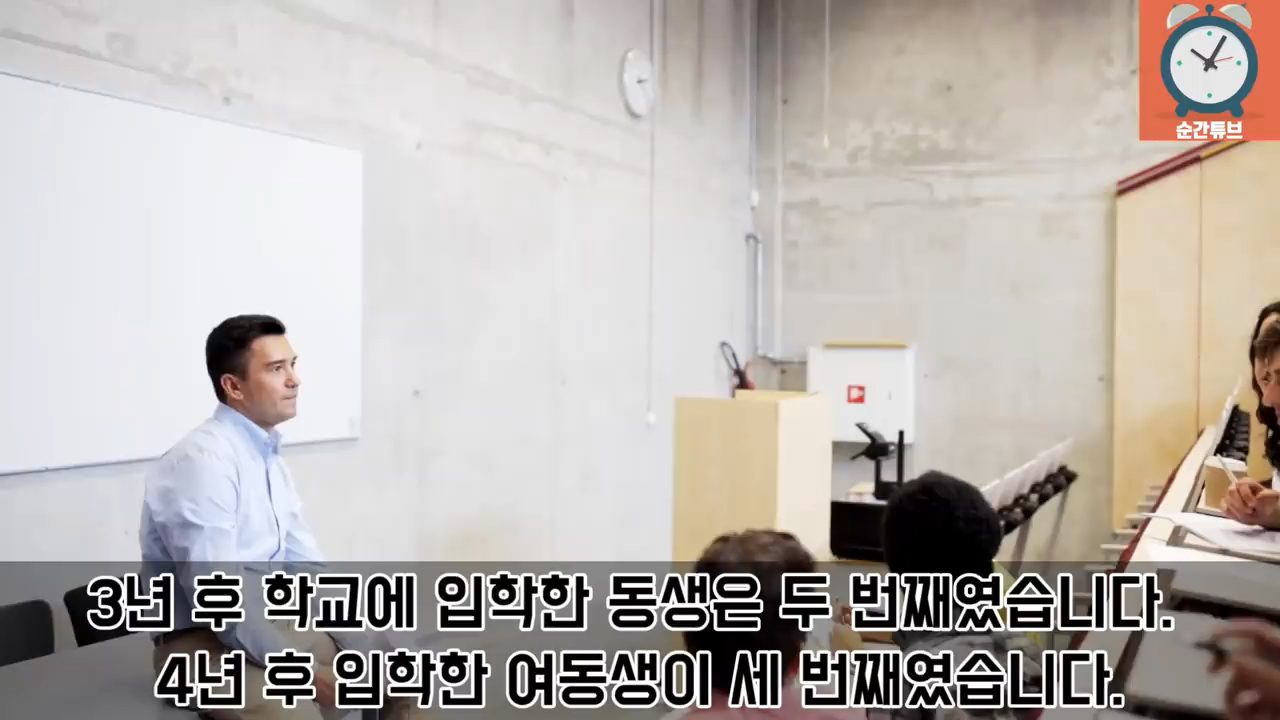 순간튜브
3년 후 학교에 입학한 동생은 두 번째였습니다.
4년 후 입학한 여동생이 세 번째였습니다.